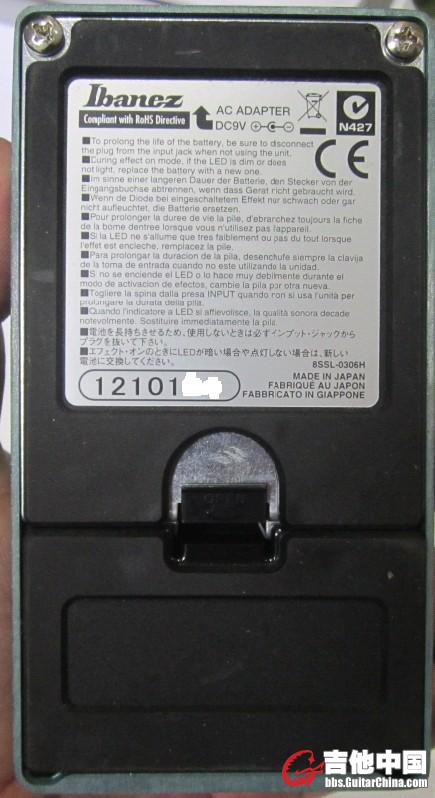 Ibanez
Compliant with RoHS Directive
AC ADAPTER
DC9V
N427
CE
■To prolong the life of the battery, be sure to disconnect
the plug from the input jack when not using the unit.
■During effect on mode, if the LED is dim or does
not light, replace the battery with a new one.
■Im sinne einer langeren Dauer der Batterie, den Stecker von der
Eingangsbuchse abtrennen, wenn dass Gerat nicht gebraucht wird.
■Wenn de Diode bei eingeschaltetem Effekt nur schwach oder gar
nicht aufleuchtet, die Batterie ersetzen.
■Pour prolonger la duree de vie la pile, d'ebranchez toujours la fiche
de la borne dentree lorsque vous n'utilisez pas l'appareil.
■Si la LED ne s'allume que tres faiblement ou pas du tout lorsque
l'effet est encleche, remplacez la pile.
■Para prolongar la duracion de la pila, desenchufe siempre la clavija
de la toma de entrada cuando no este utilizando la unidad.
■Si no se enciende el LED o lo hace muy debilmente durante el
modo de activacion de efectos, cambie la pila por otra nueva.
■Togliere la spina dalla presa INPUT quando non si usa l'unità per
prolungare la durata della pila.
■Quando l'indicatore a LED si affievolisce, la qualità sonora decade
notevolmente. Sostituire immediatamente la pila.
■電池を長持ちさせるため、使用しないときは必ずインプット・ジャックから
プラグを抜いて下さい。
■エフェクト・オンのときにLEDが暗い場合や点灯しない場合は、新しい
電池に交換してください。
8SSL-0306H
12101
MADE IN JAPAN
FABRIQUÉ AU JAPON
FABBRICATO IN GIAPPONE
OPEN
吉他中国
bbs.GuitarChina.com